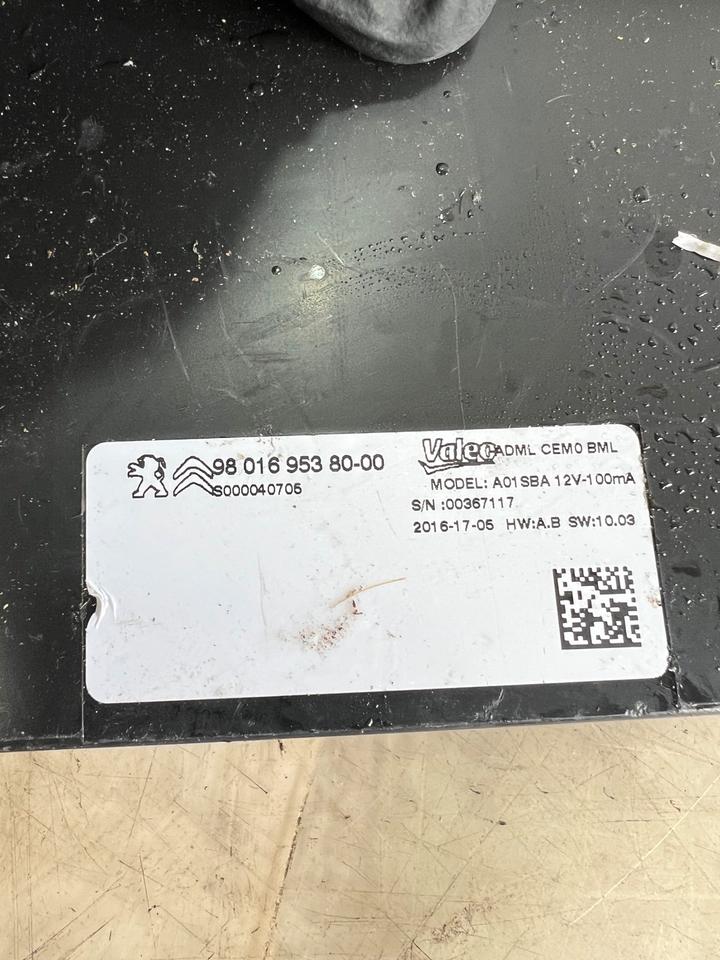 98 016 953 80-00
S000040705
Valeo ADML CEM0 BML
MODEL: A01SBA 12V-100mA
S/N :00367117
2016-17-05 HW:A.B SW:10.03